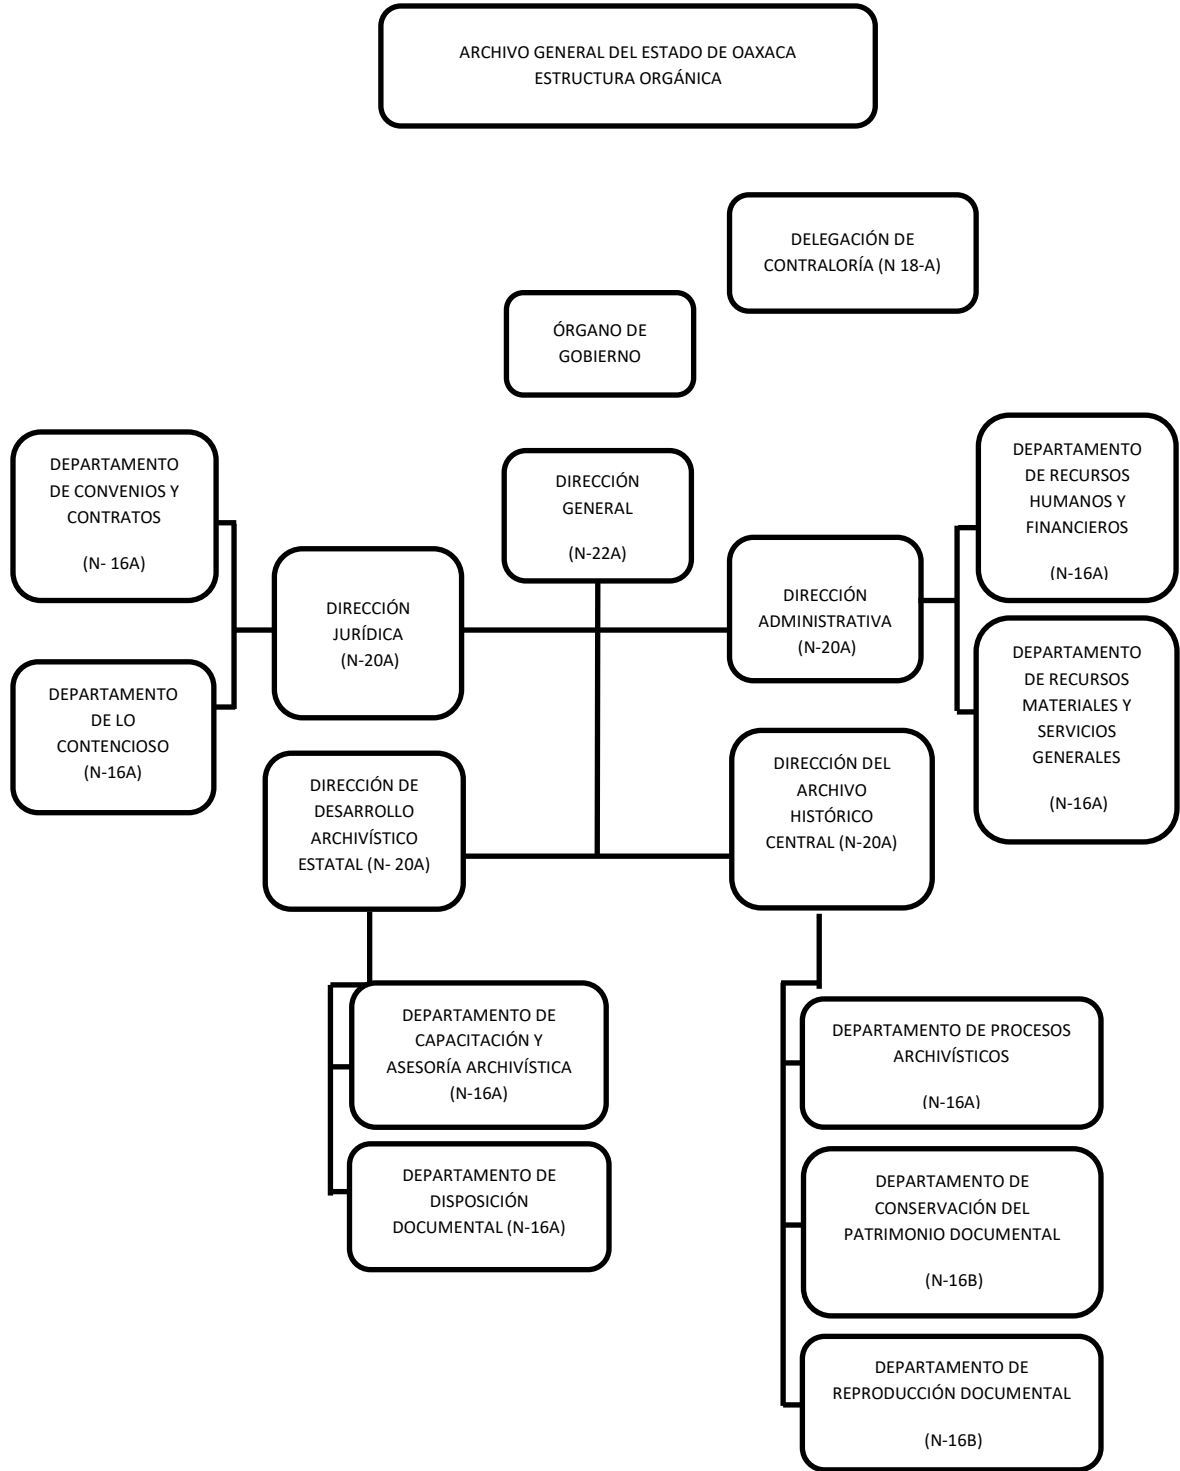 ARCHIVO GENERAL DEL ESTADO DE OAXACA
ESTRUCTURA ORGÁNICA
DELEGACIÓN DE
CONTRALORÍA (N 18-A)
ÓRGANO DE
GOBIERNO
DIRECCIÓN
GENERAL
(N-22A)
DEPARTAMENTO
DE CONVENIOS Y
CONTRATOS
(N- 16A)
DEPARTAMENTO
DE LO
CONTENCIOSO
(N-16A)
DIRECCIÓN
JURÍDICA
(N-20A)
DIRECCIÓN
ADMINISTRATIVA
(N-20A)
DEPARTAMENTO
DE RECURSOS
HUMANOS Y
FINANCIEROS
(N-16A)
DEPARTAMENTO
DE RECURSOS
MATERIALES Y
SERVICIOS
GENERALES
(N-16A)
DIRECCIÓN DE
DESARROLLO
ARCHIVÍSTICO
ESTATAL (N- 20A)
DIRECCIÓN DEL
ARCHIVO
HISTÓRICO
CENTRAL (N-20A)
DEPARTAMENTO DE
CAPACITACIÓN Y
ASESORÍA ARCHIVÍSTICA
(N-16A)
DEPARTAMENTO DE
DISPOSICIÓN
DOCUMENTAL (N-16A)
DEPARTAMENTO DE PROCESOS
ARCHIVÍSTICOS
(N-16A)
DEPARTAMENTO DE
CONSERVACIÓN DEL
PATRIMONIO DOCUMENTAL
(N-16B)
DEPARTAMENTO DE
REPRODUCCIÓN DOCUMENTAL
(N-16B)